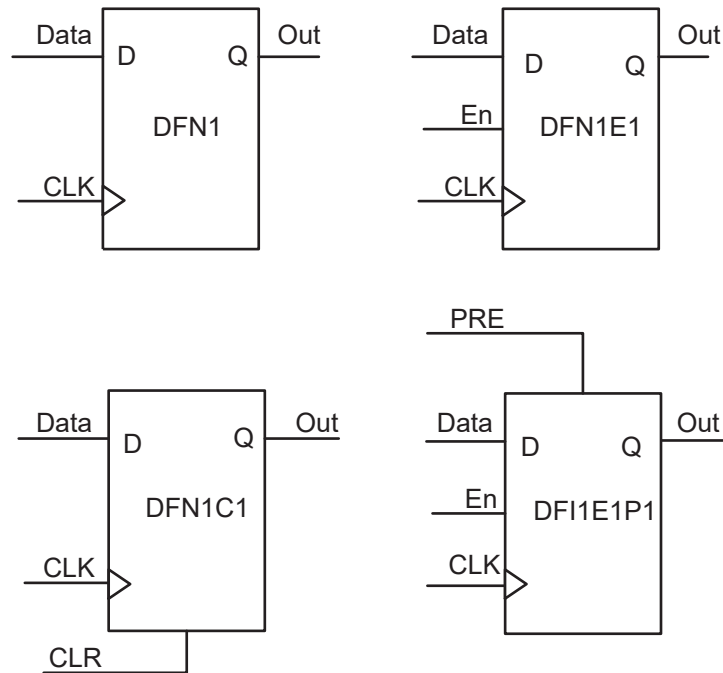 Data
Out
D
Q
DFN1
CLK
Data
Out
D
Q
En
DFN1E1
CLK
Data
Out
D
Q
DFN1C1
CLK
CLR
PRE
Data
Out
D
Q
En
DFI1E1P1
CLK